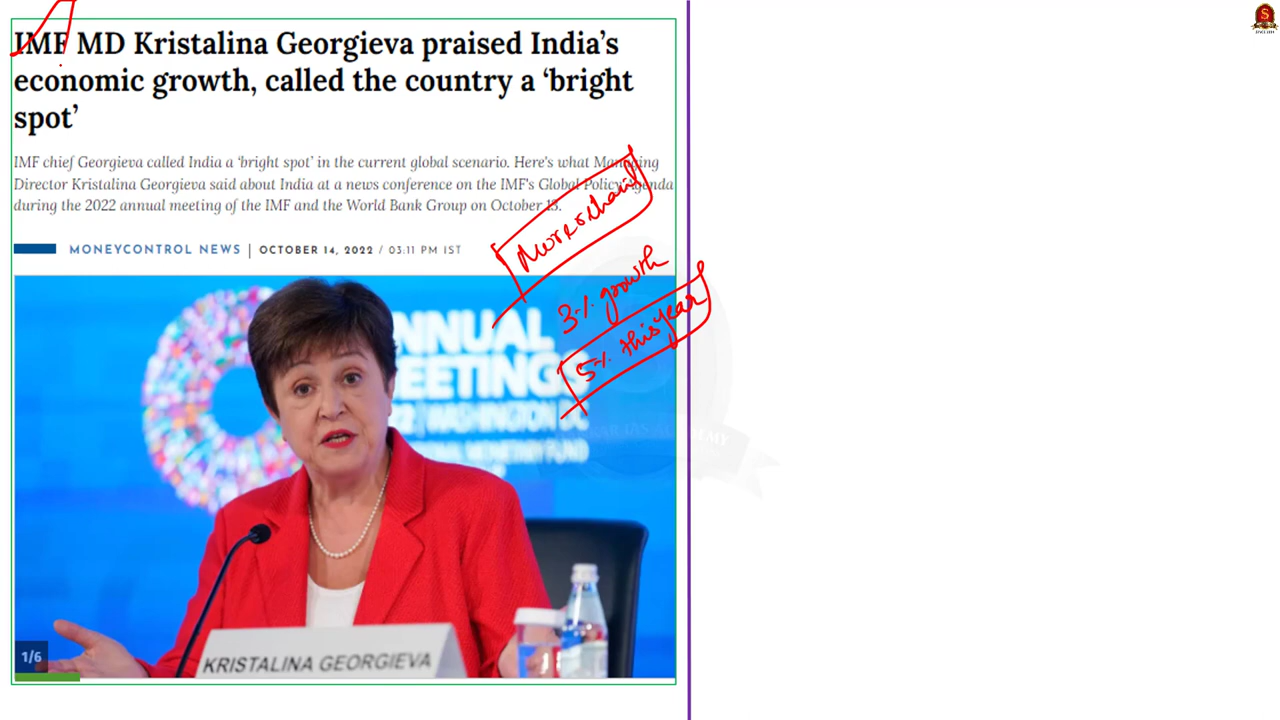 IMF MD Kristalina Georgieva praised India’s
economic growth, called the country a ‘bright
spot’
IMF chief Georgieva called India a ‘bright spot’ in the current global scenario. Here's what Managing
Director Kristalina Georgieva said about India at a news conference on the IMF's Global Policy Agenda
during the 2022 annual meeting of the IMF and the World Bank Group on October 13.
MONEYCONTROL NEWS | OCTOBER 14, 2022 / 03:11 PM IST
3% growth
5% this year
ANNUAL
MEETINGS
WASHINGTON DC
MONETARY FUND
KRISTALINA GEORGIEVA
1/6
S